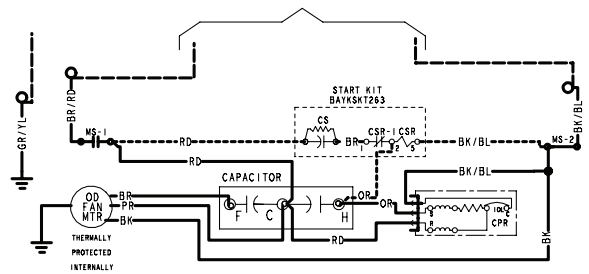 START KIT
BAYKSKT263
CS
BR/RD
MS-1
RD
BR
CSR-1
CSR
2
5
BK/BL
MS-2
BK/BL
GR/YL
RD
BK/BL
CAPACITOR
F
C
H
OR
OR
S
R
IOL
C
CPR
OD
FAN
MTR
BR
PR
BK
RD
BK
THERMALLY
PROTECTED
INTERNALLY